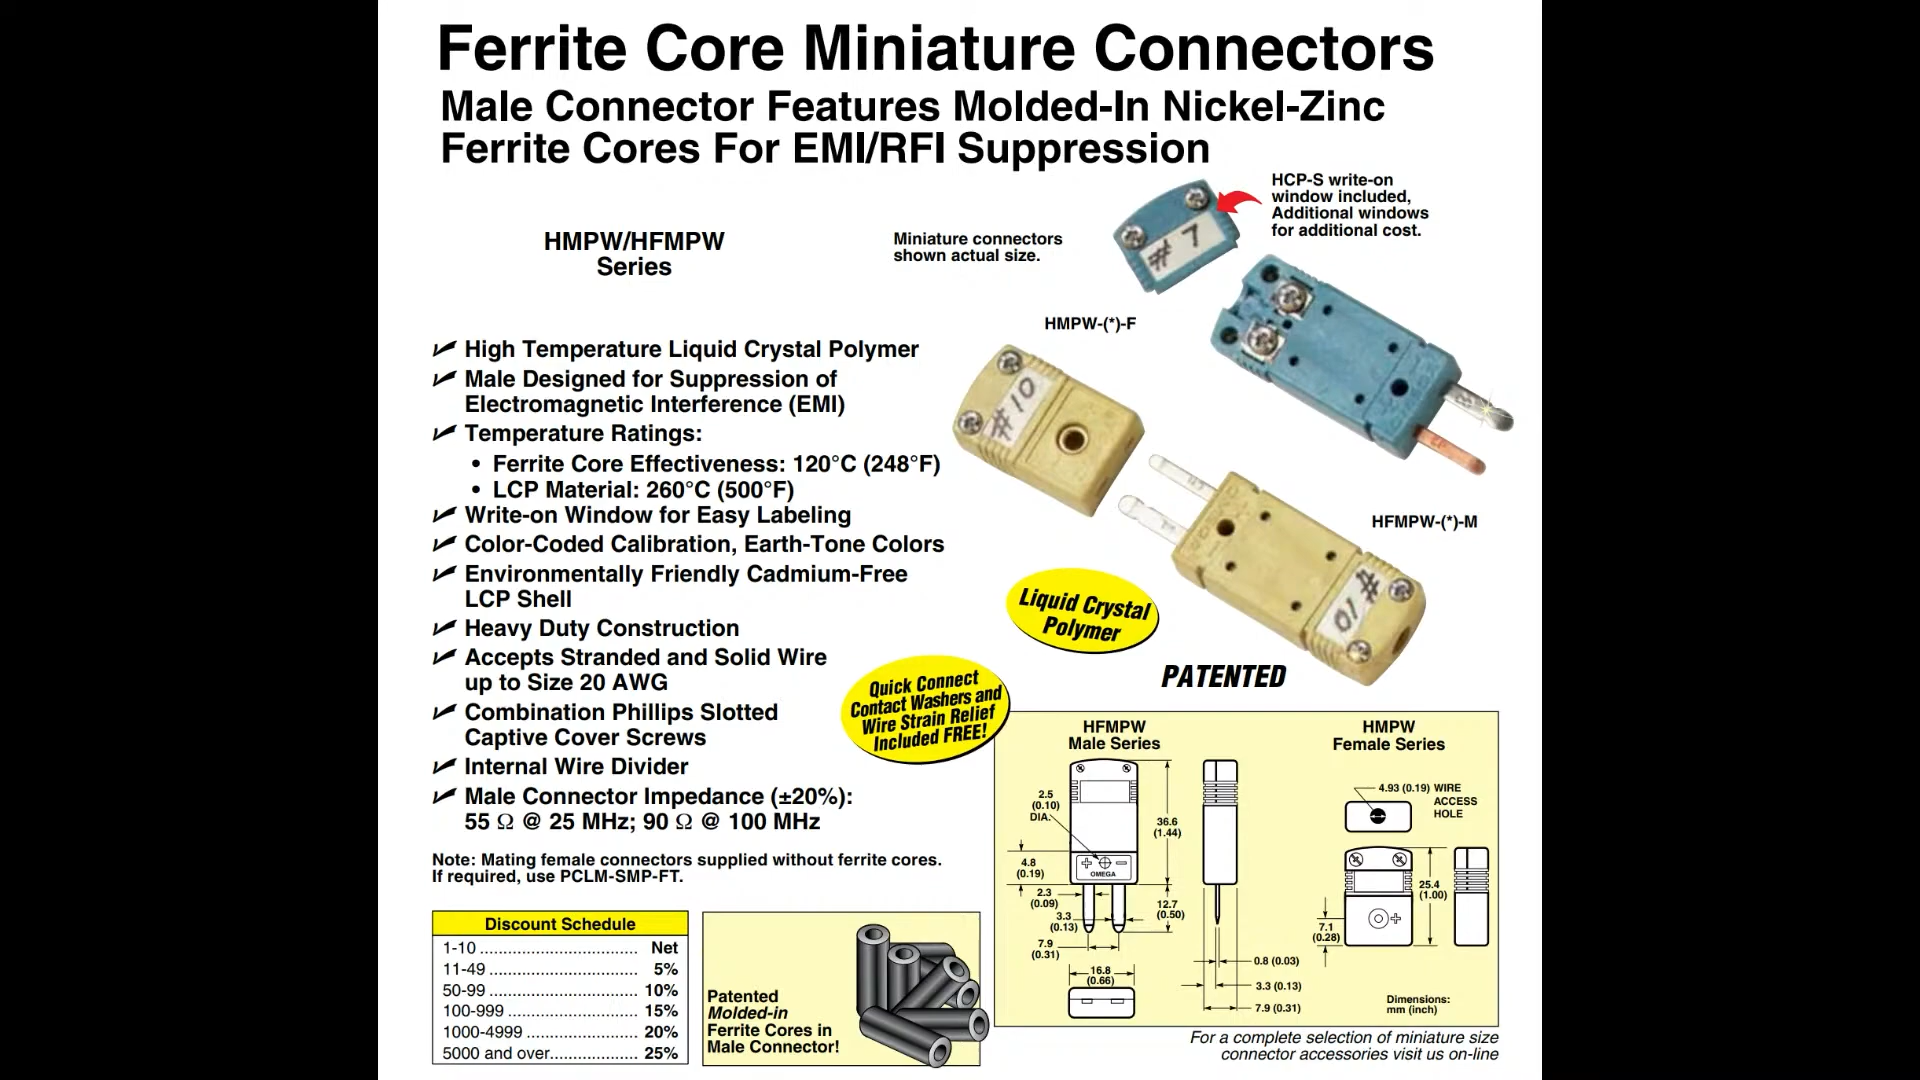 Ferrite Core Miniature Connectors
Male Connector Features Molded-In Nickel-Zinc
Ferrite Cores For EMI/RFI Suppression
HCP-S write-on
window included,
Additional windows
for additional cost.
HMPW/HFMPW
Series
Miniature connectors
shown actual size.
# 7
HMPW-(*)-F
#10
HFMPW-(*)-M
#10
High Temperature Liquid Crystal Polymer
Male Designed for Suppression of
Electromagnetic Interference (EMI)
Temperature Ratings:
• Ferrite Core Effectiveness: 120°C (248°F)
• LCP Material: 260°C (500°F)
Write-on Window for Easy Labeling
Color-Coded Calibration, Earth-Tone Colors
Environmentally Friendly Cadmium-Free
LCP Shell
Heavy Duty Construction
Accepts Stranded and Solid Wire
up to Size 20 AWG
Combination Phillips Slotted
Captive Cover Screws
Internal Wire Divider
Male Connector Impedance (±20%):
55 Ω @ 25 MHz; 90 Ω @ 100 MHz
Liquid Crystal
Polymer
PATENTED
Quick Connect
Contact Washers and
Wire Strain Relief
Included FREE!
Note: Mating female connectors supplied without ferrite cores.
If required, use PCLM-SMP-FT.
Discount Schedule
1-10 ................................ Net
11-49 .............................. 5%
50-99 .............................. 10%
100-999 .......................... 15%
1000-4999 ...................... 20%
5000 and over.................. 25%
Patented
Molded-in
Ferrite Cores in
Male Connector!
HFMPW
Male Series
2.5
(0.10)
DIA.
36.6
(1.44)
4.8
(0.19)
+ −
OMEGA
2.3
(0.09)
12.7
(0.50)
3.3
(0.13)
7.9
(0.31)
16.8
(0.66)
0.8 (0.03)
3.3 (0.13)
7.9 (0.31)
HMPW
Female Series
4.93 (0.19) WIRE
ACCESS
HOLE
25.4
(1.00)
+
7.1
(0.28)
Dimensions:
mm (inch)
For a complete selection of miniature size
connector accessories visit us on-line